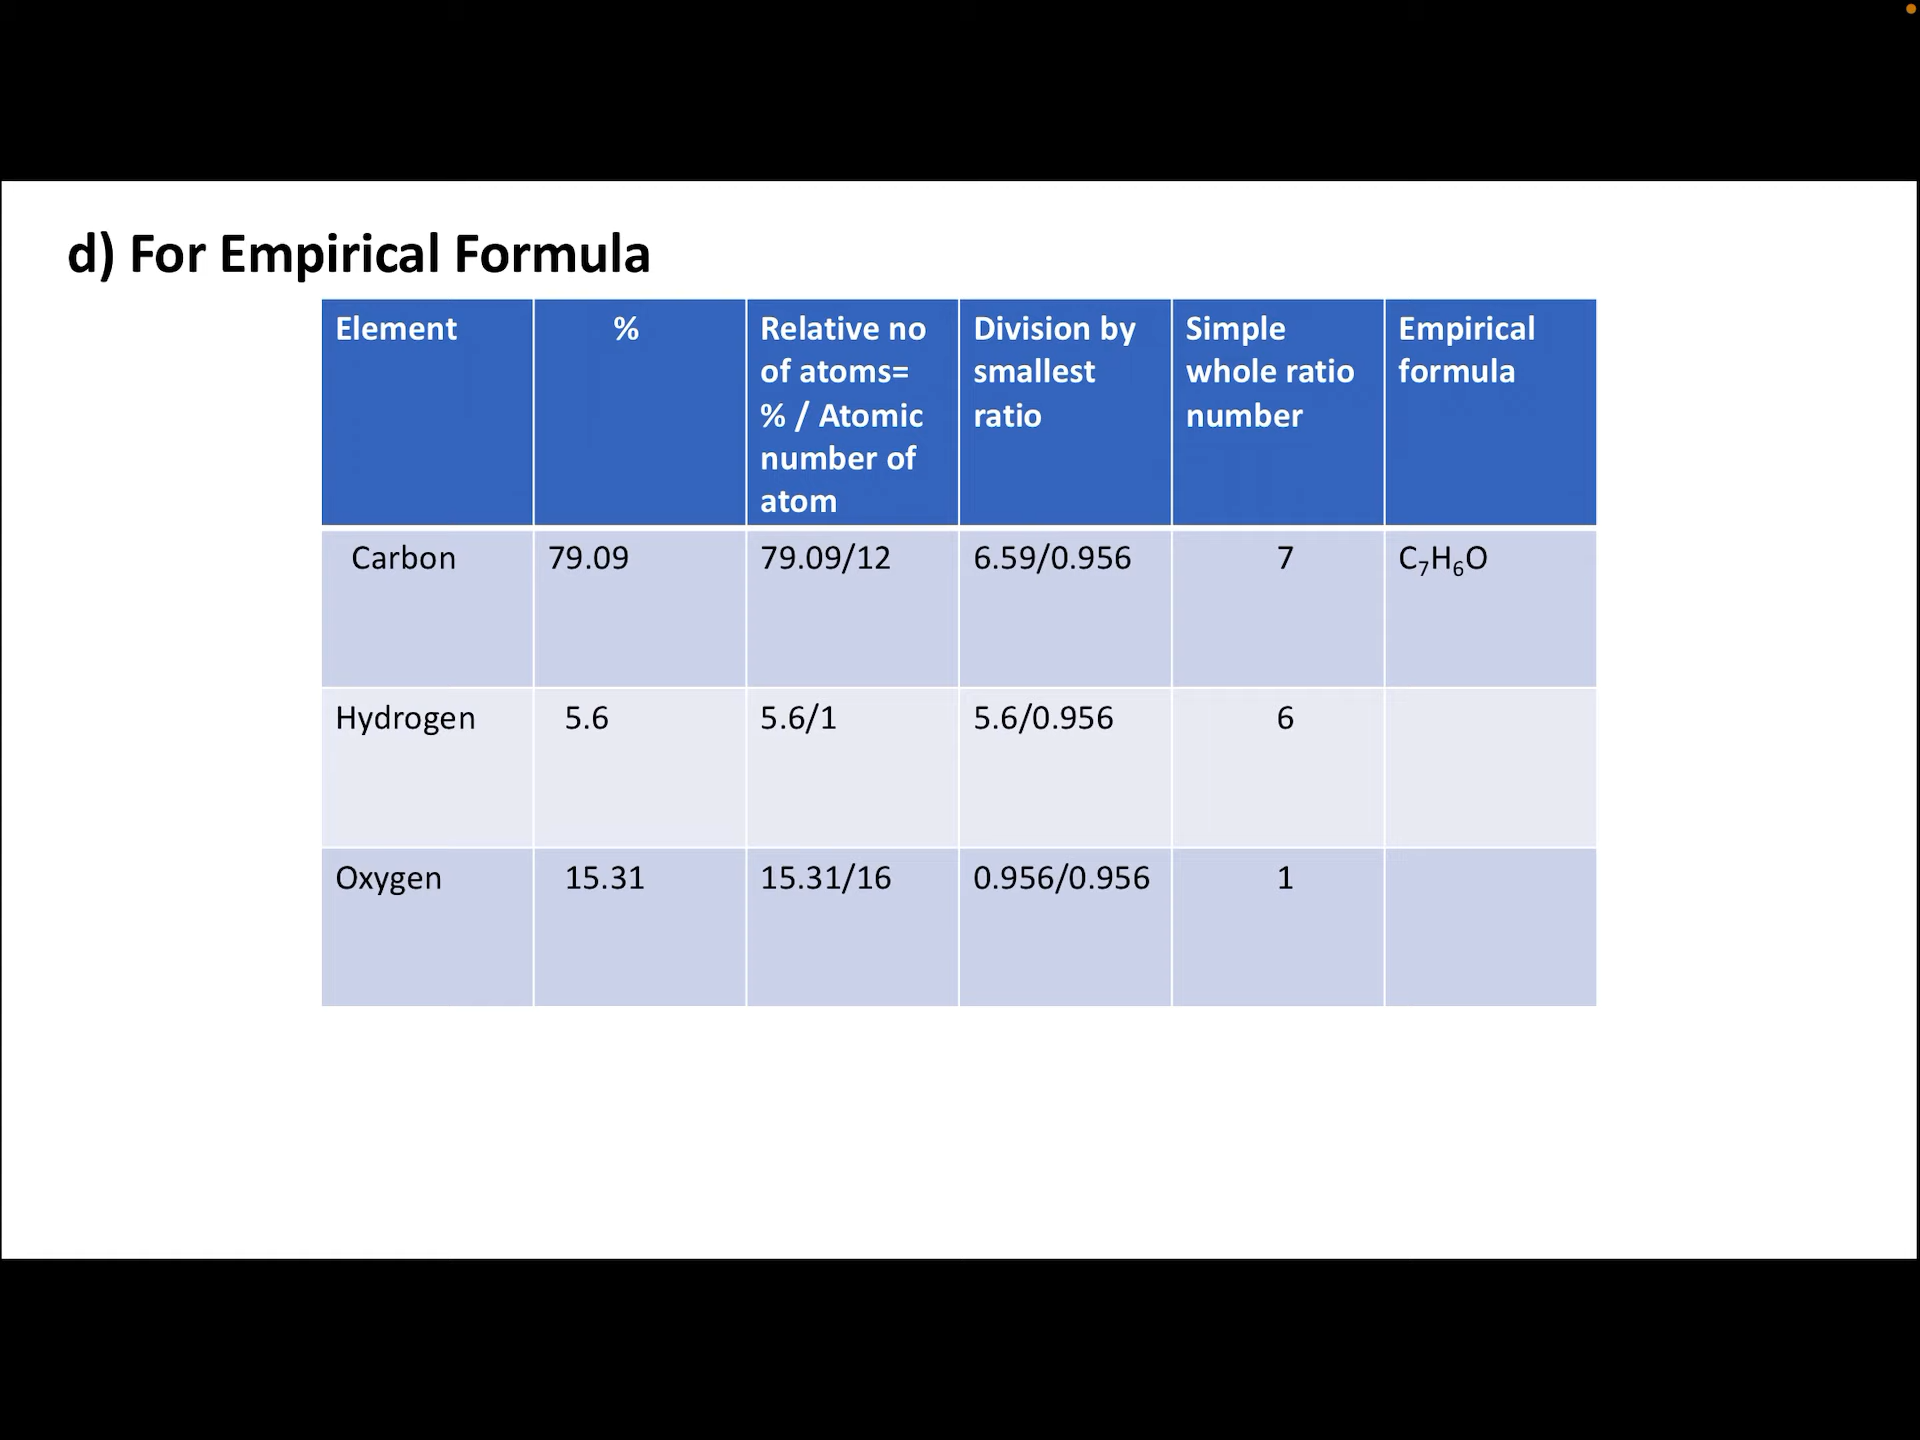 d) For Empirical Formula
Element
%
Relative no
of atoms=
% / Atomic
number of
atom
Division by
smallest
ratio
Simple
whole ratio
number
Empirical
formula
Carbon
79.09
79.09/12
6.59/0.956
7
C₇H₆O
Hydrogen
5.6
5.6/1
5.6/0.956
6
Oxygen
15.31
15.31/16
0.956/0.956
1